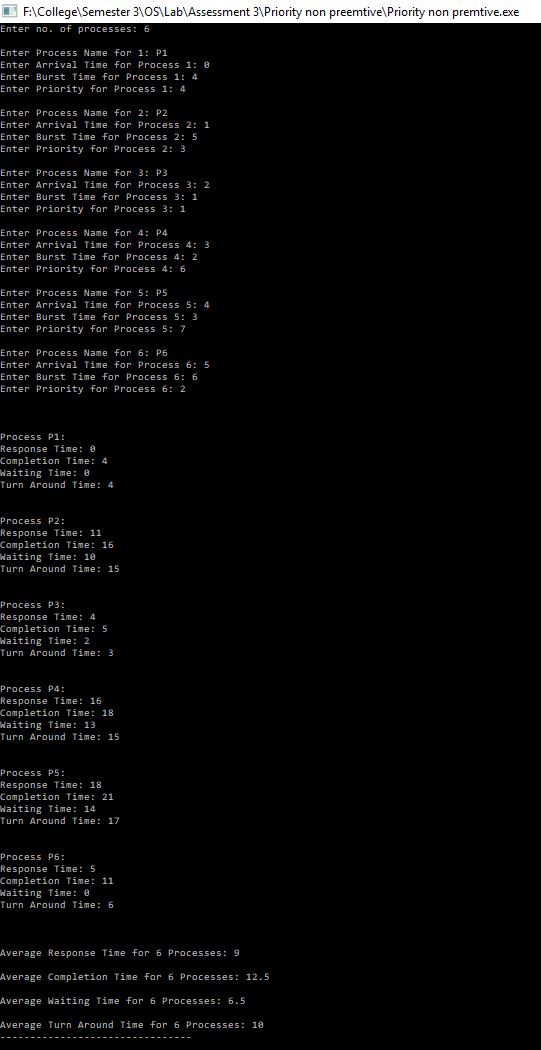 F:\College\Semester 3\OS\Lab\Assessment 3\Priority non preemtive\Priority non premtive.exe
Enter no. of processes: 6
Enter Process Name for 1: P1
Enter Arrival Time for Process 1: 0
Enter Burst Time for Process 1: 4
Enter Priority for Process 1: 4
Enter Process Name for 2: P2
Enter Arrival Time for Process 2: 1
Enter Burst Time for Process 2: 5
Enter Priority for Process 2: 3
Enter Process Name for 3: P3
Enter Arrival Time for Process 3: 2
Enter Burst Time for Process 3: 1
Enter Priority for Process 3: 1
Enter Process Name for 4: P4
Enter Arrival Time for Process 4: 3
Enter Burst Time for Process 4: 2
Enter Priority for Process 4: 6
Enter Process Name for 5: P5
Enter Arrival Time for Process 5: 4
Enter Burst Time for Process 5: 3
Enter Priority for Process 5: 7
Enter Process Name for 6: P6
Enter Arrival Time for Process 6: 5
Enter Burst Time for Process 6: 6
Enter Priority for Process 6: 2
Process P1:
Response Time: 0
Completion Time: 4
Waiting Time: 0
Turn Around Time: 4
Process P2:
Response Time: 11
Completion Time: 16
Waiting Time: 10
Turn Around Time: 15
Process P3:
Response Time: 4
Completion Time: 5
Waiting Time: 2
Turn Around Time: 3
Process P4:
Response Time: 16
Completion Time: 18
Waiting Time: 13
Turn Around Time: 15
Process P5:
Response Time: 18
Completion Time: 21
Waiting Time: 14
Turn Around Time: 17
Process P6:
Response Time: 5
Completion Time: 11
Waiting Time: 0
Turn Around Time: 6
Average Response Time for 6 Processes: 9
Average Completion Time for 6 Processes: 12.5
Average Waiting Time for 6 Processes: 6.5
Average Turn Around Time for 6 Processes: 10
--------------------------------